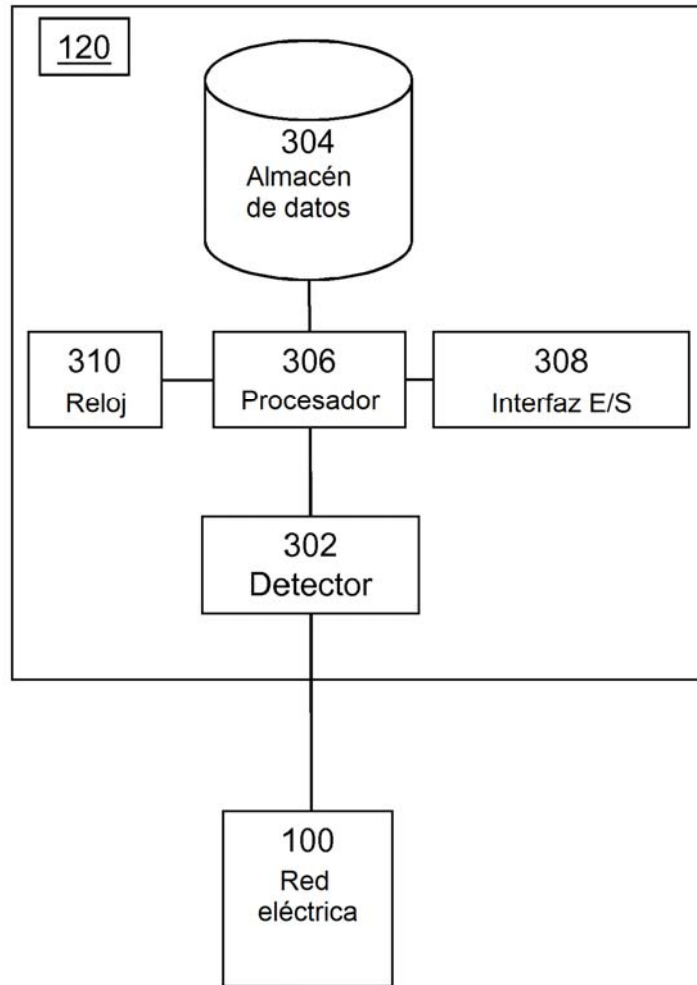 120
304
Almacén
de datos
310
Reloj
306
Procesador
308
Interfaz E/S
302
Detector
100
Red
eléctrica